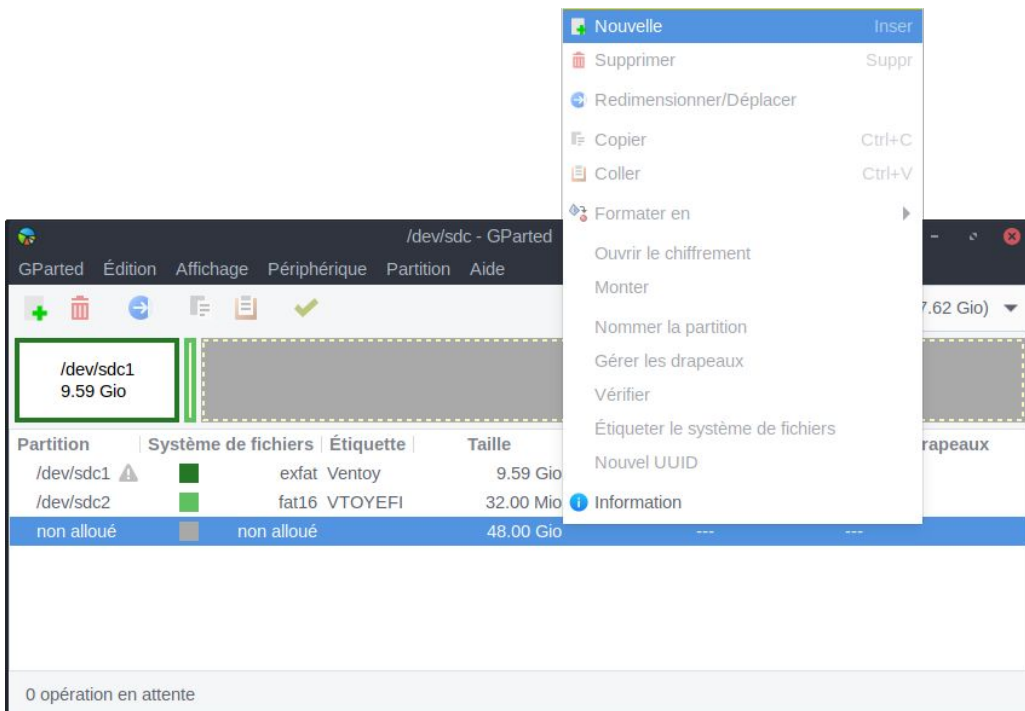 Nouvelle Inser
Supprimer Suppr
Redimensionner/Déplacer
Copier Ctrl+C
Coller Ctrl+V
Formater en
Ouvrir le chiffrement
Monter
Nommer la partition
Gérer les drapeaux
Vérifier
Étiqueter le système de fichiers
Nouvel UUID
Information
/dev/sdc - GParted
GParted Édition Affichage Périphérique Partition Aide
7.62 Gio)
/dev/sdc1
9.59 Gio
Partition Système de fichiers Étiquette Taille rapeaux
/dev/sdc1 exfat Ventoy 9.59 Gio
/dev/sdc2 fat16 VTOYEFI 32.00 Mio
non alloué non alloué 48.00 Gio --- ---
0 opération en attente